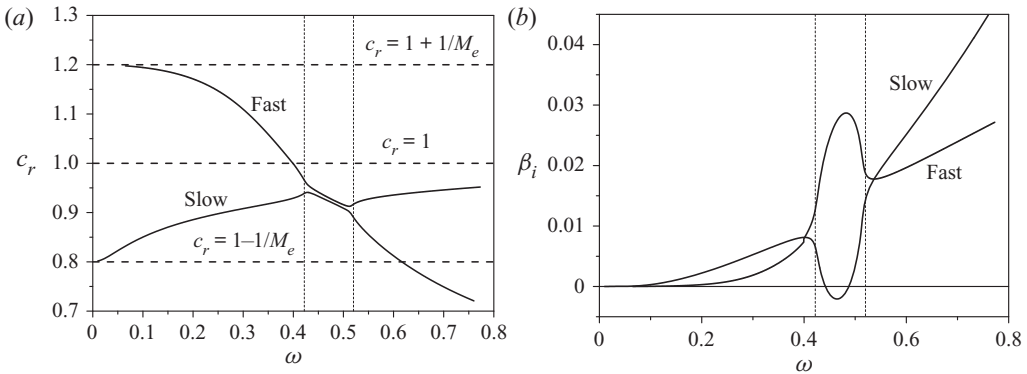 (a)
1.3
1.2
1.1
1.0
0.9
0.8
0.7
c_r
c_r = 1 + 1/M_e
Fast
c_r = 1
Slow
c_r = 1–1/M_e
0 0.1 0.2 0.3 0.4 0.5 0.6 0.7 0.8
ω
(b)
0.04
0.03
0.02
0.01
0
β_i
Slow
Fast
0 0.2 0.4 0.6 0.8
ω